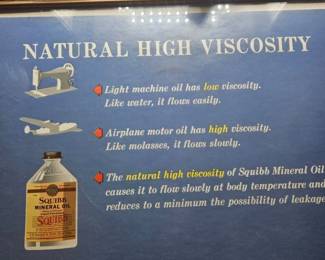 NATURAL HIGH VISCOSITY
Light machine oil has low viscosity.
Like water, it flows easily.
Airplane motor oil has high viscosity.
Like molasses, it flows slowly.
The natural high viscosity of Squibb Mineral Oil
causes it to flow slowly at body temperature and
reduces to a minimum the possibility of leakage
SQUIBB
MINERAL OIL
SQUIBB